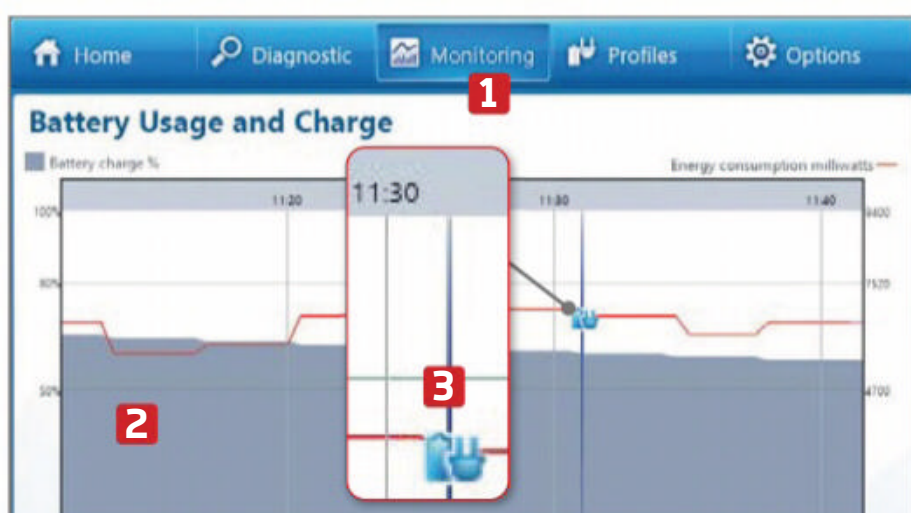 Home Diagnostic Monitoring Profiles Options
1
Battery Usage and Charge
Battery charge % Energy consumption milliwatts
11:20 11:30 11:30 11:40
100% 9400
80% 7520
3
50% 4700
2